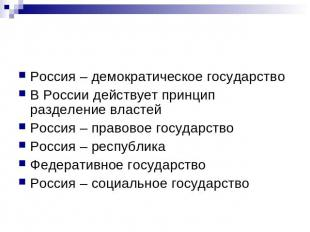 Россия – демократическое государство
В России действует принцип
разделение властей
Россия – правовое государство
Россия – республика
Федеративное государство
Россия – социальное государство